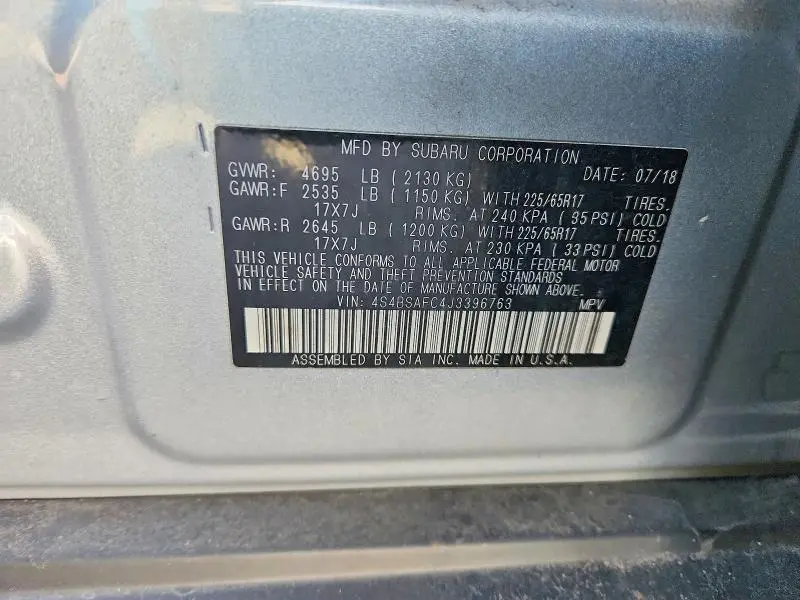 MFD BY SUBARU CORPORATION
GVWR: 4695 LB ( 2130 KG) DATE: 07/18
GAWR:F 2535 LB ( 1150 KG) WITH 225/65R17 TIRES.
17X7J RIMS. AT 240 KPA ( 35 PSI) COLD
GAWR:R 2645 LB ( 1200 KG) WITH 225/65R17 TIRES.
17X7J RIMS. AT 230 KPA ( 33 PSI) COLD
THIS VEHICLE CONFORMS TO ALL APPLICABLE FEDERAL MOTOR
VEHICLE SAFETY AND THEFT PREVENTION STANDARDS
IN EFFECT ON THE DATE OF MANUFACTURE SHOWN ABOVE.
VIN: 4S4BSAFC4J3396763 MPV
ASSEMBLED BY SIA INC. MADE IN U.S.A.